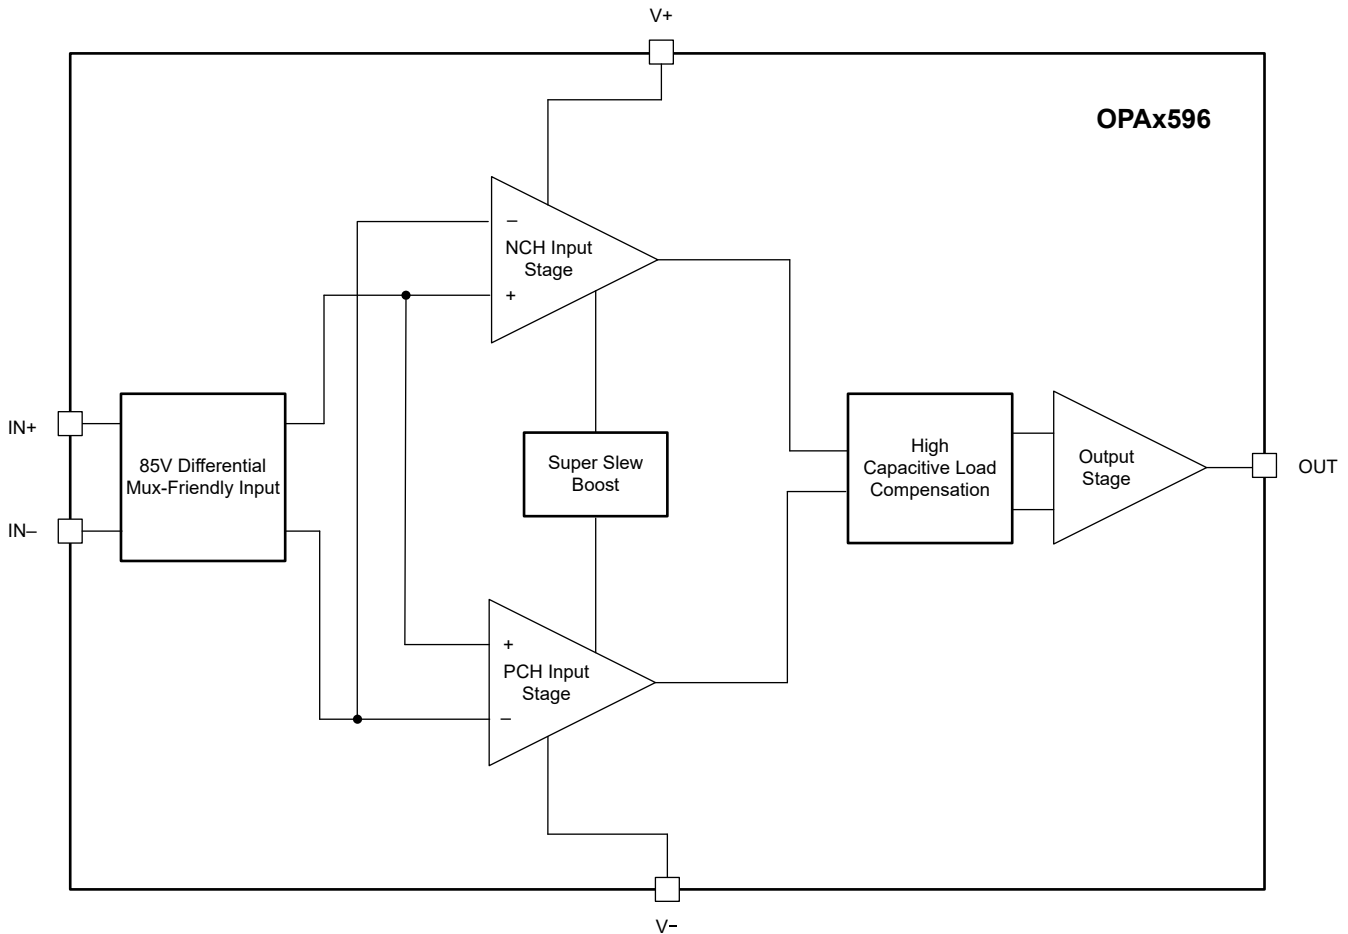 V+
OPAx596
−
NCH Input
Stage
+
IN+
85V Differential
Mux-Friendly Input
IN–
Super Slew
Boost
High
Capacitive Load
Compensation
Output
Stage
OUT
+
PCH Input
Stage
−
V−